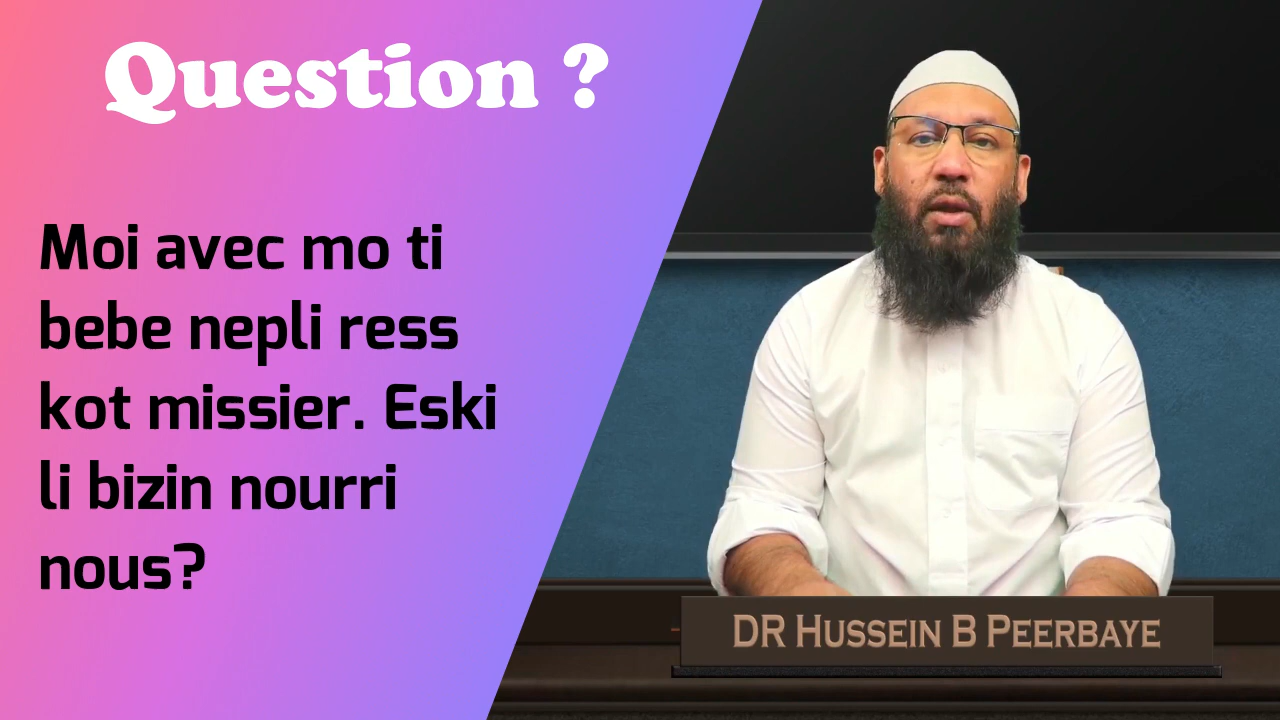 Question ?
Moi avec mo ti
bebe nepli ress
kot missier. Eski
li bizin nourri
nous?
DR HUSSEIN B PEERBAYE